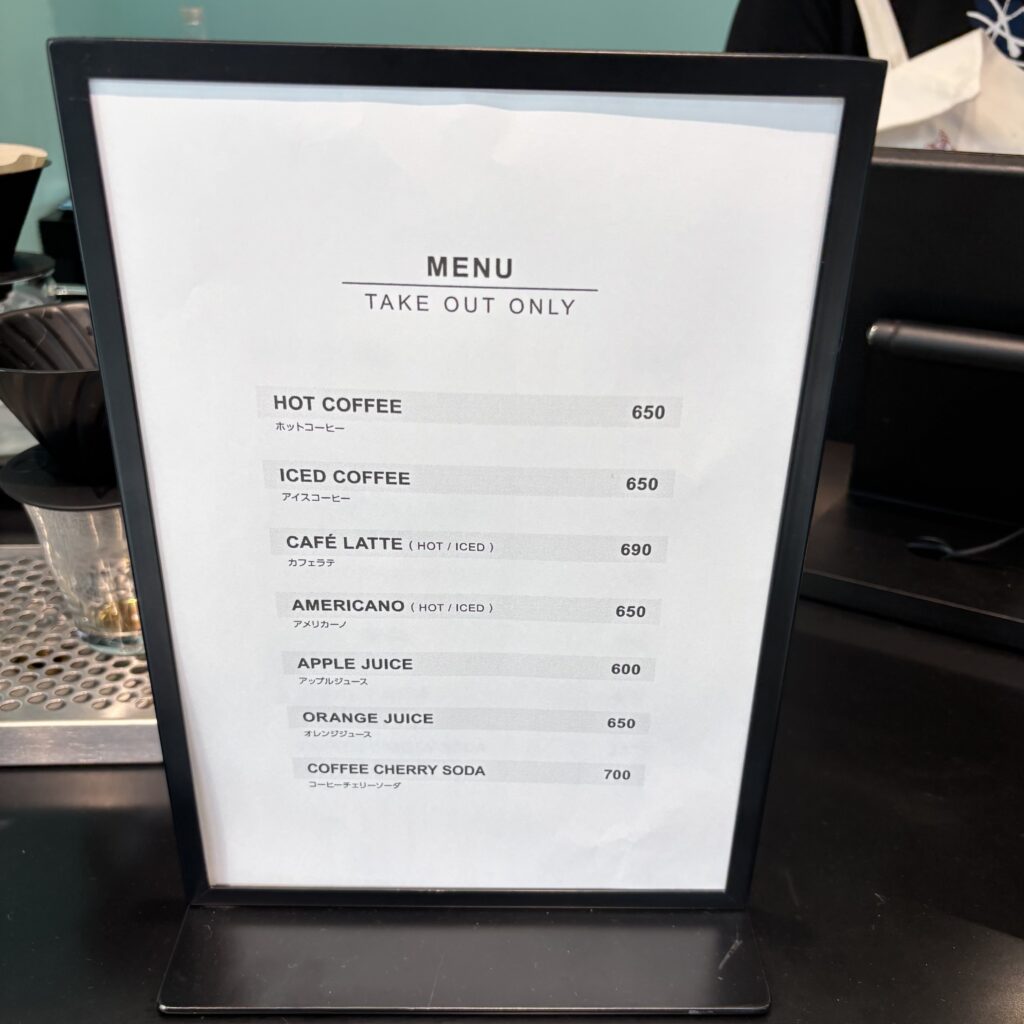 MENU
TAKE OUT ONLY
HOT COFFEE 650
ホットコーヒー
ICED COFFEE 650
アイスコーヒー
CAFÉ LATTE ( HOT / ICED ) 690
カフェラテ
AMERICANO ( HOT / ICED ) 650
アメリカーノ
APPLE JUICE 600
アップルジュース
ORANGE JUICE 650
オレンジジュース
COFFEE CHERRY SODA 700
コーヒーチェリーソーダ